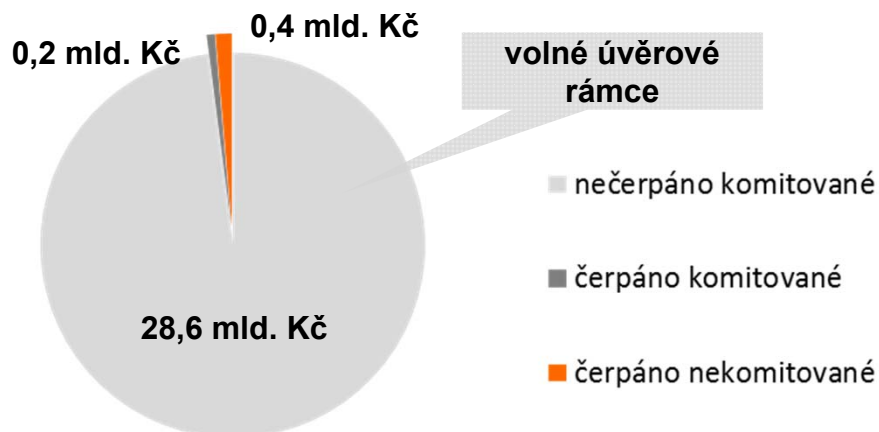 0,4 mld. Kč
0,2 mld. Kč
volné úvěrové
rámce
nečerpáno komitované
čerpáno komitované
28,6 mld. Kč
čerpáno nekomitované